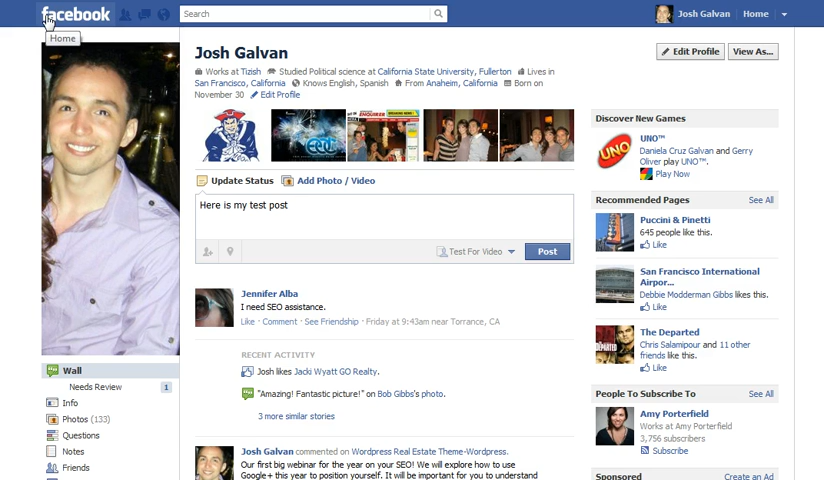 facebook
Search
Josh Galvan
Home
Home
Josh Galvan
Edit Profile
View As...
Works at Tizish Studied Political science at California State University, Fullerton Lives in
San Francisco, California Knows English, Spanish From Anaheim, California Born on
November 30 Edit Profile
Update Status
Add Photo / Video
Here is my test post
Test For Video
Post
Jennifer Alba
I need SEO assistance.
Like · Comment · See Friendship · Friday at 9:43am near Torrance, CA
RECENT ACTIVITY
Josh likes Jacki Wyatt GO Realty.
"Amazing! Fantastic picture!" on Bob Gibbs's photo.
3 more similar stories
Josh Galvan commented on Wordpress Real Estate Theme-Wordpress.
Our first big webinar for the year on your SEO! We will explore how to
use Google+ this year to position yourself. It will be important for you to understand
Wall
Needs Review 1
Info
Photos (133)
Questions
Notes
Friends
Discover New Games
UNO™
Daniela Cruz Galvan and Gerry
Oliver play UNO™.
Play Now
Recommended Pages
See All
Puccini & Pinetti
645 people like this.
Like
San Francisco International
Airpor...
Debbie Modderman Gibbs likes this.
Like
The Departed
Chris Salamipour and 11 other
friends like this.
Like
People To Subscribe To
See All
Amy Porterfield
Works at Amy Porterfield
3,756 subscribers
Subscribe
Sponsored
Create an Ad